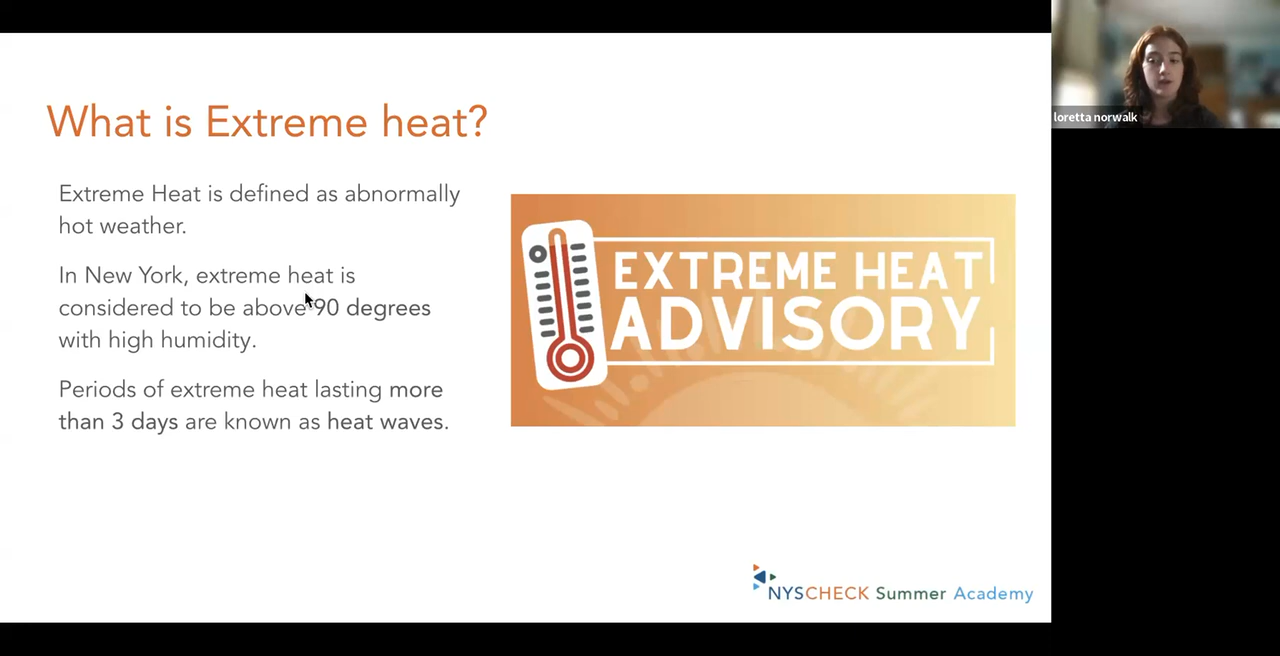 What is Extreme heat?
Extreme Heat is defined as abnormally
hot weather.
In New York, extreme heat is
considered to be above 90 degrees
with high humidity.
Periods of extreme heat lasting more
than 3 days are known as heat waves.
EXTREME HEAT
ADVISORY
NYSCHECK Summer Academy
loretta norwalk